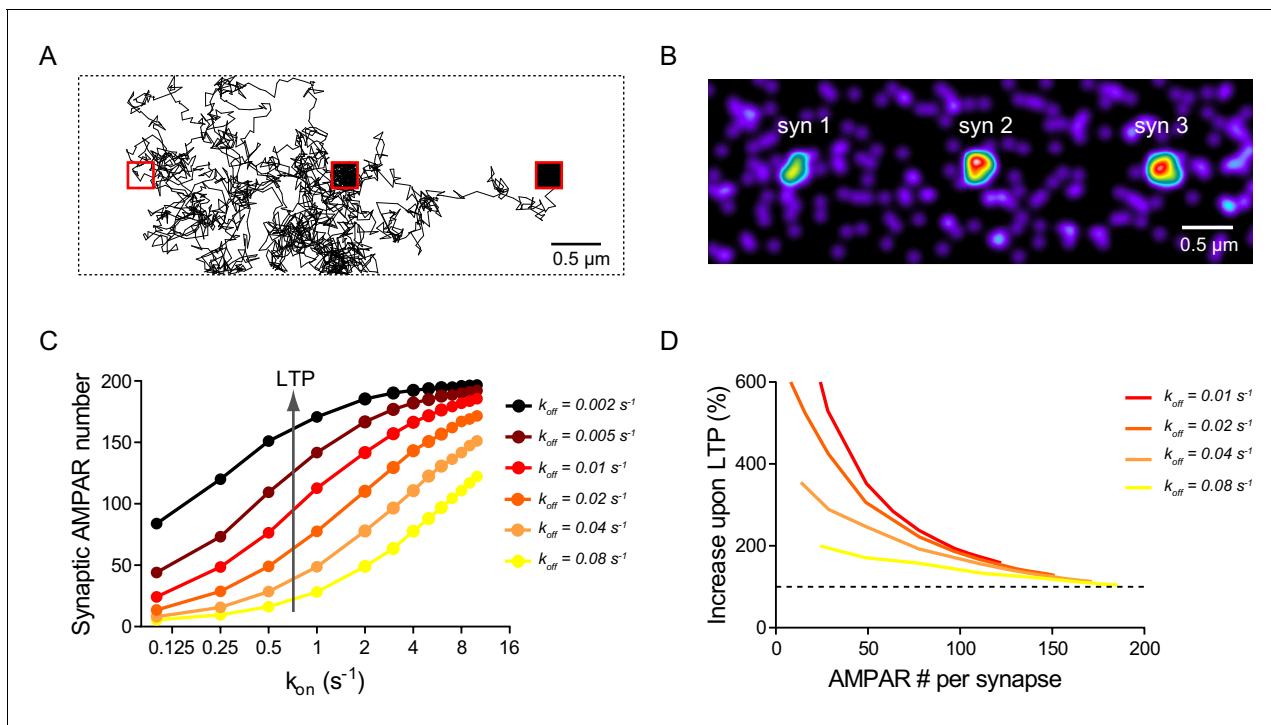 A
0.5 µm
B
syn 1
syn 2
syn 3
0.5 µm
C
Synaptic AMPAR number
200
150
100
50
0
LTP
0.125 0.25 0.5 1 2 4 8 16
k_on (s⁻¹)
k_off = 0.002 s⁻¹
k_off = 0.005 s⁻¹
k_off = 0.01 s⁻¹
k_off = 0.02 s⁻¹
k_off = 0.04 s⁻¹
k_off = 0.08 s⁻¹
D
Increase upon LTP (%)
600
400
200
0
0 50 100 150 200
AMPAR # per synapse
k_off = 0.01 s⁻¹
k_off = 0.02 s⁻¹
k_off = 0.04 s⁻¹
k_off = 0.08 s⁻¹